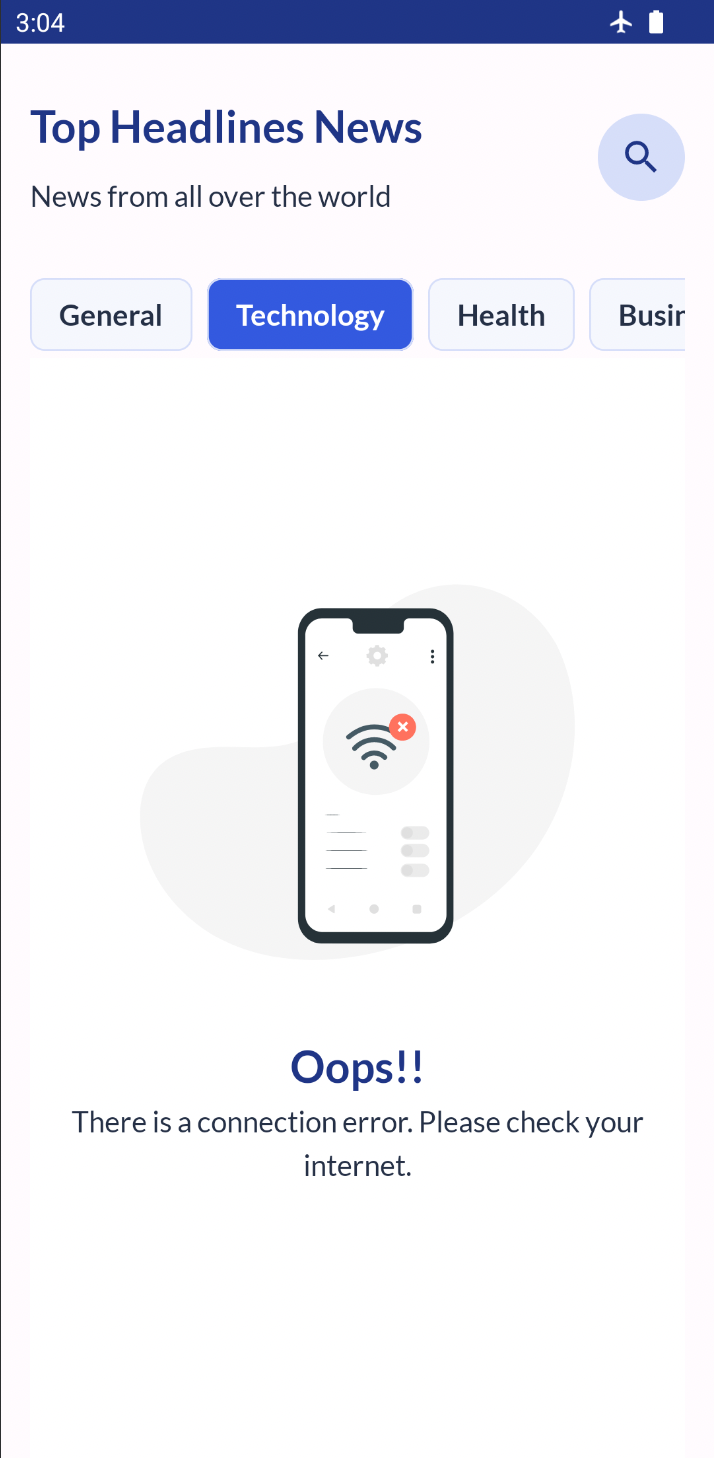 3:04
Top Headlines News
News from all over the world
General
Technology
Health
Busin
Oops!!
There is a connection error. Please check your
internet.